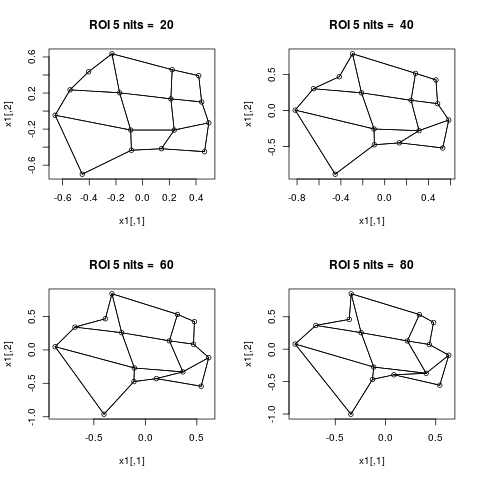 ROI 5 nits = 20
x1[,2]
0.6
0.2
-0.2
-0.6
-0.6 -0.4 -0.2 0.0 0.2 0.4
x1[,1]
ROI 5 nits = 40
x1[,2]
0.5
0.0
-0.5
-0.8 -0.4 0.0 0.4
x1[,1]
ROI 5 nits = 60
x1[,2]
0.5
0.0
-0.5
-1.0
-0.5 0.0 0.5
x1[,1]
ROI 5 nits = 80
x1[,2]
0.5
0.0
-0.5
-1.0
-0.5 0.0 0.5
x1[,1]